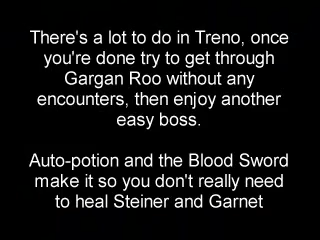 There's a lot to do in Treno, once
you're done try to get through
Gargan Roo without any
encounters, then enjoy another
easy boss.
Auto-potion and the Blood Sword
make it so you don't really need
to heal Steiner and Garnet